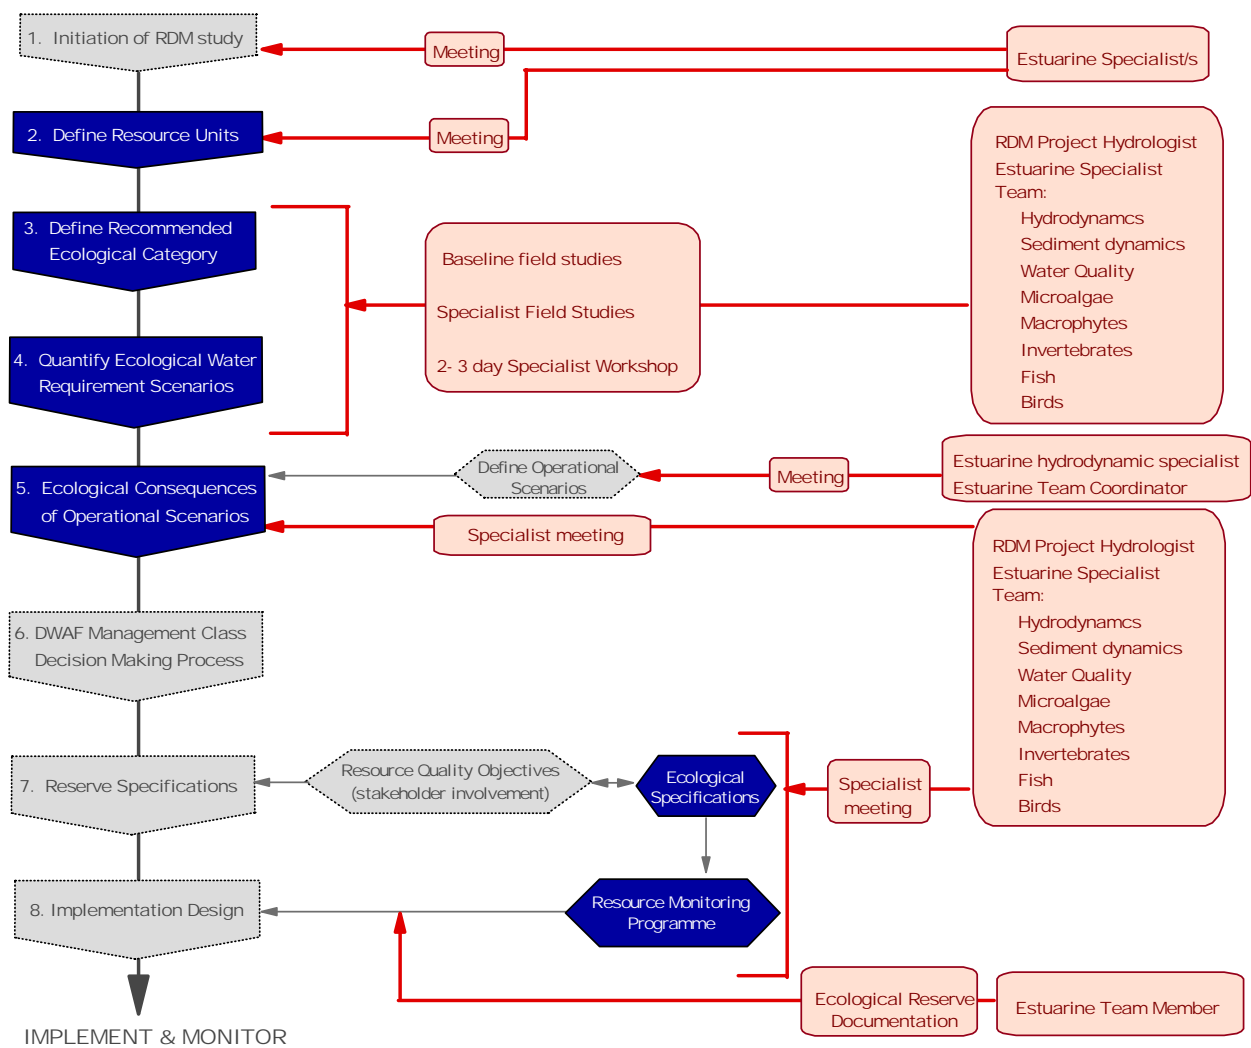 1. Initiation of RDM study
Meeting
Estuarine Specialist/s
2. Define Resource Units
Meeting
RDM Project Hydrologist
Estuarine Specialist
Team:
Hydrodynamcs
Sediment dynamics
Water Quality
Microalgae
Macrophytes
Invertebrates
Fish
Birds
3. Define Recommended
Ecological Category
Baseline field studies
Specialist Field Studies
2- 3 day Specialist Workshop
4. Quantify Ecological Water
Requirement Scenarios
5. Ecological Consequences
of Operational Scenarios
Define Operational
Scenarios
Meeting
Estuarine hydrodynamic specialist
Estuarine Team Coordinator
Specialist meeting
RDM Project Hydrologist
Estuarine Specialist
Team:
Hydrodynamcs
Sediment dynamics
Water Quality
Microalgae
Macrophytes
Invertebrates
Fish
Birds
6. DWAF Management Class
Decision Making Process
7. Reserve Specifications
Resource Quality Objectives
(stakeholder involvement)
Ecological
Specifications
Specialist
meeting
8. Implementation Design
Resource Monitoring
Programme
Ecological Reserve
Documentation
Estuarine Team Member
IMPLEMENT & MONITOR